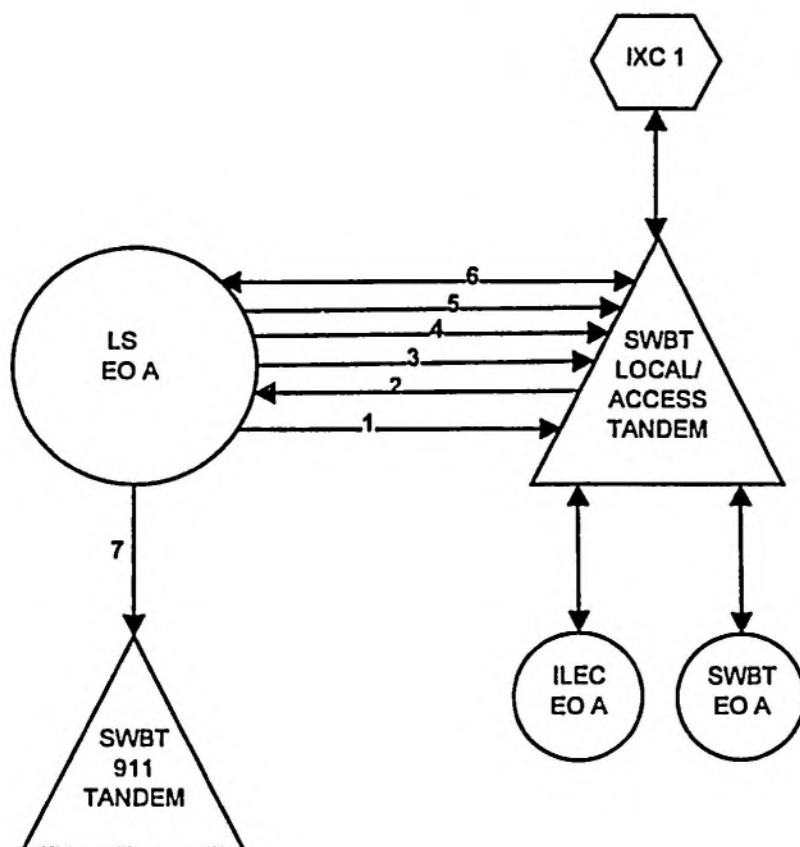 IXC 1
6
5
4
3
2
1
LS
EO A
SWBT
LOCAL/
ACCESS
TANDEM
7
ILEC
EO A
SWBT
EO A
SWBT
911
TANDEM